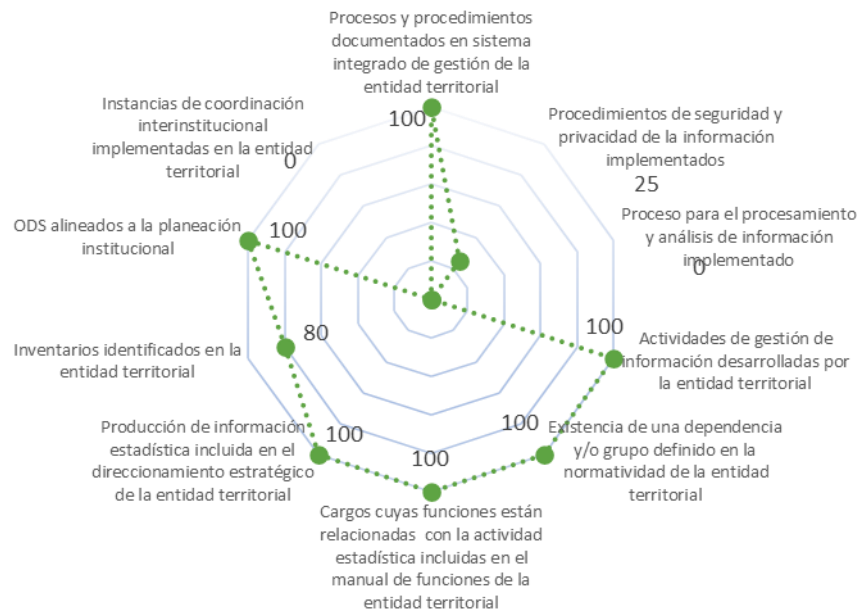 Procesos y procedimientos
documentados en sistema
integrado de gestión de la
entidad territorial
100
Procedimientos de seguridad y
privacidad de la información
implementados
25
Proceso para el procesamiento
y análisis de información
implementado
0
100
Actividades de gestión de
información desarrolladas por
la entidad territorial
100
Existencia de una dependencia
y/o grupo definido en la
normatividad de la entidad
territorial
100
Cargos cuyas funciones están
relacionadas con la actividad
estadística incluidas en el
manual de funciones de la
entidad territorial
100
Producción de información
estadística incluida en el
direccionamiento estratégico
de la entidad territorial
80
Inventarios identificados en la
entidad territorial
100
ODS alineados a la planeación
institucional
Instancias de coordinación
interinstitucional
implementadas en la entidad
territorial
0